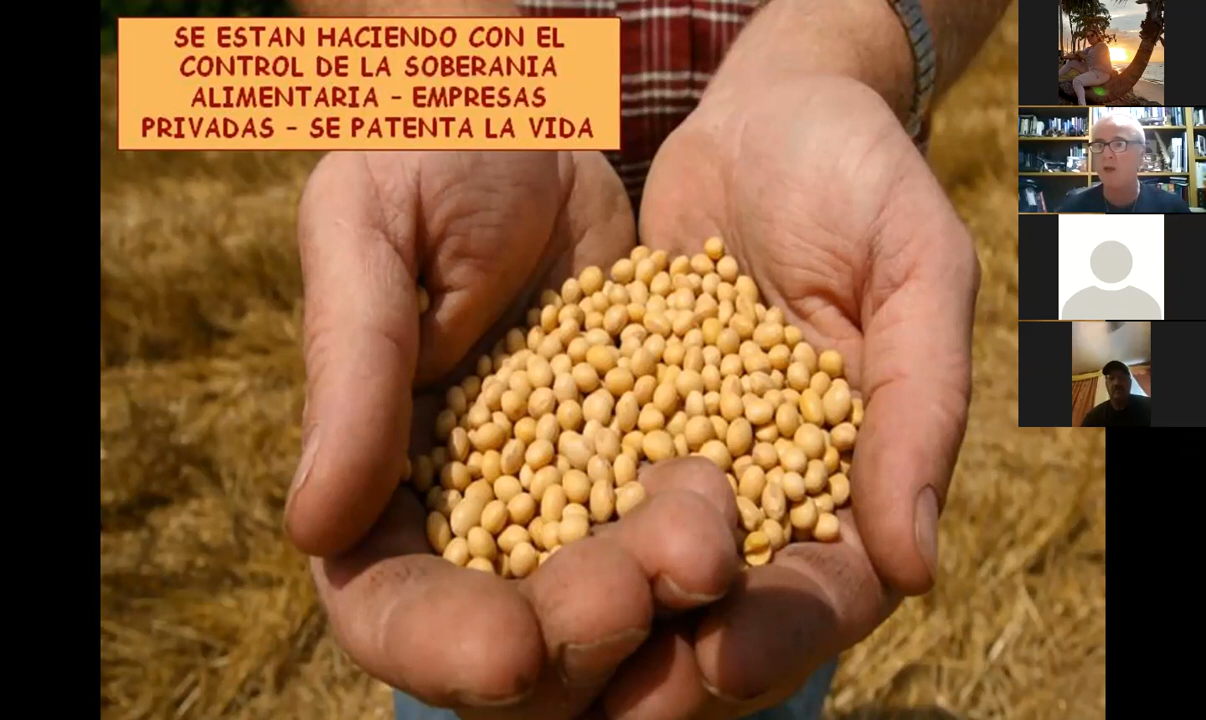 SE ESTAN HACIENDO CON EL
CONTROL DE LA SOBERANIA
ALIMENTARIA - EMPRESAS
PRIVADAS - SE PATENTA LA VIDA